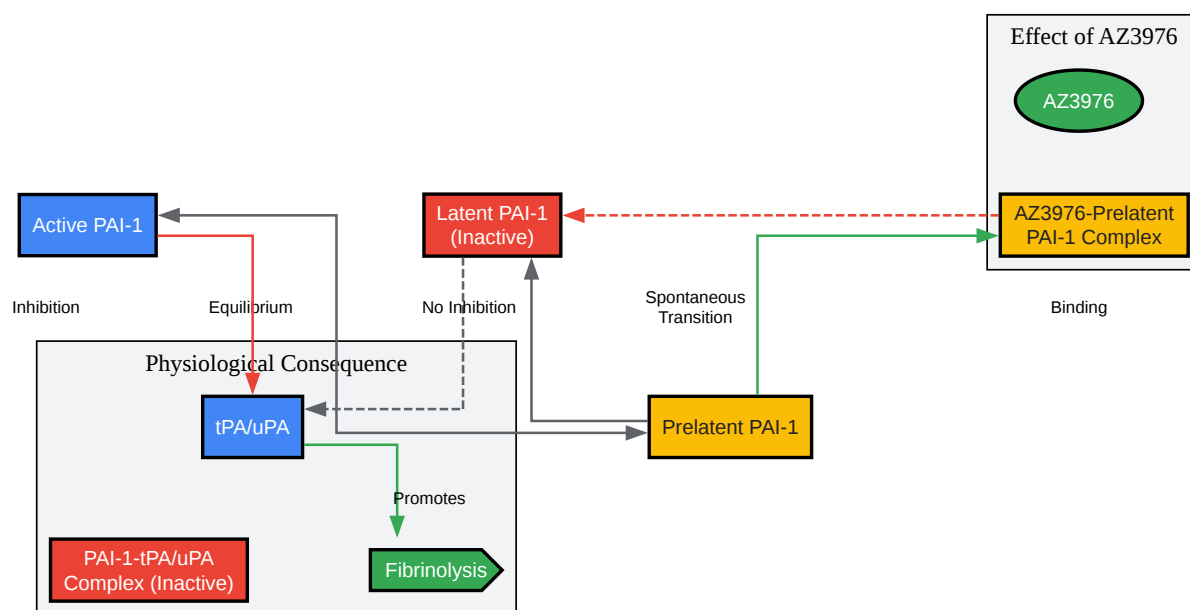 Effect of AZ3976
AZ3976
Active PAI-1
Latent PAI-1
(Inactive)
AZ3976-Prelatent
PAI-1 Complex
Inhibition
Equilibrium
No Inhibition
Spontaneous
Transition
Binding
Physiological Consequence
tPA/uPA
Prelatent PAI-1
Promotes
PAI-1-tPA/uPA
Complex (Inactive)
Fibrinolysis